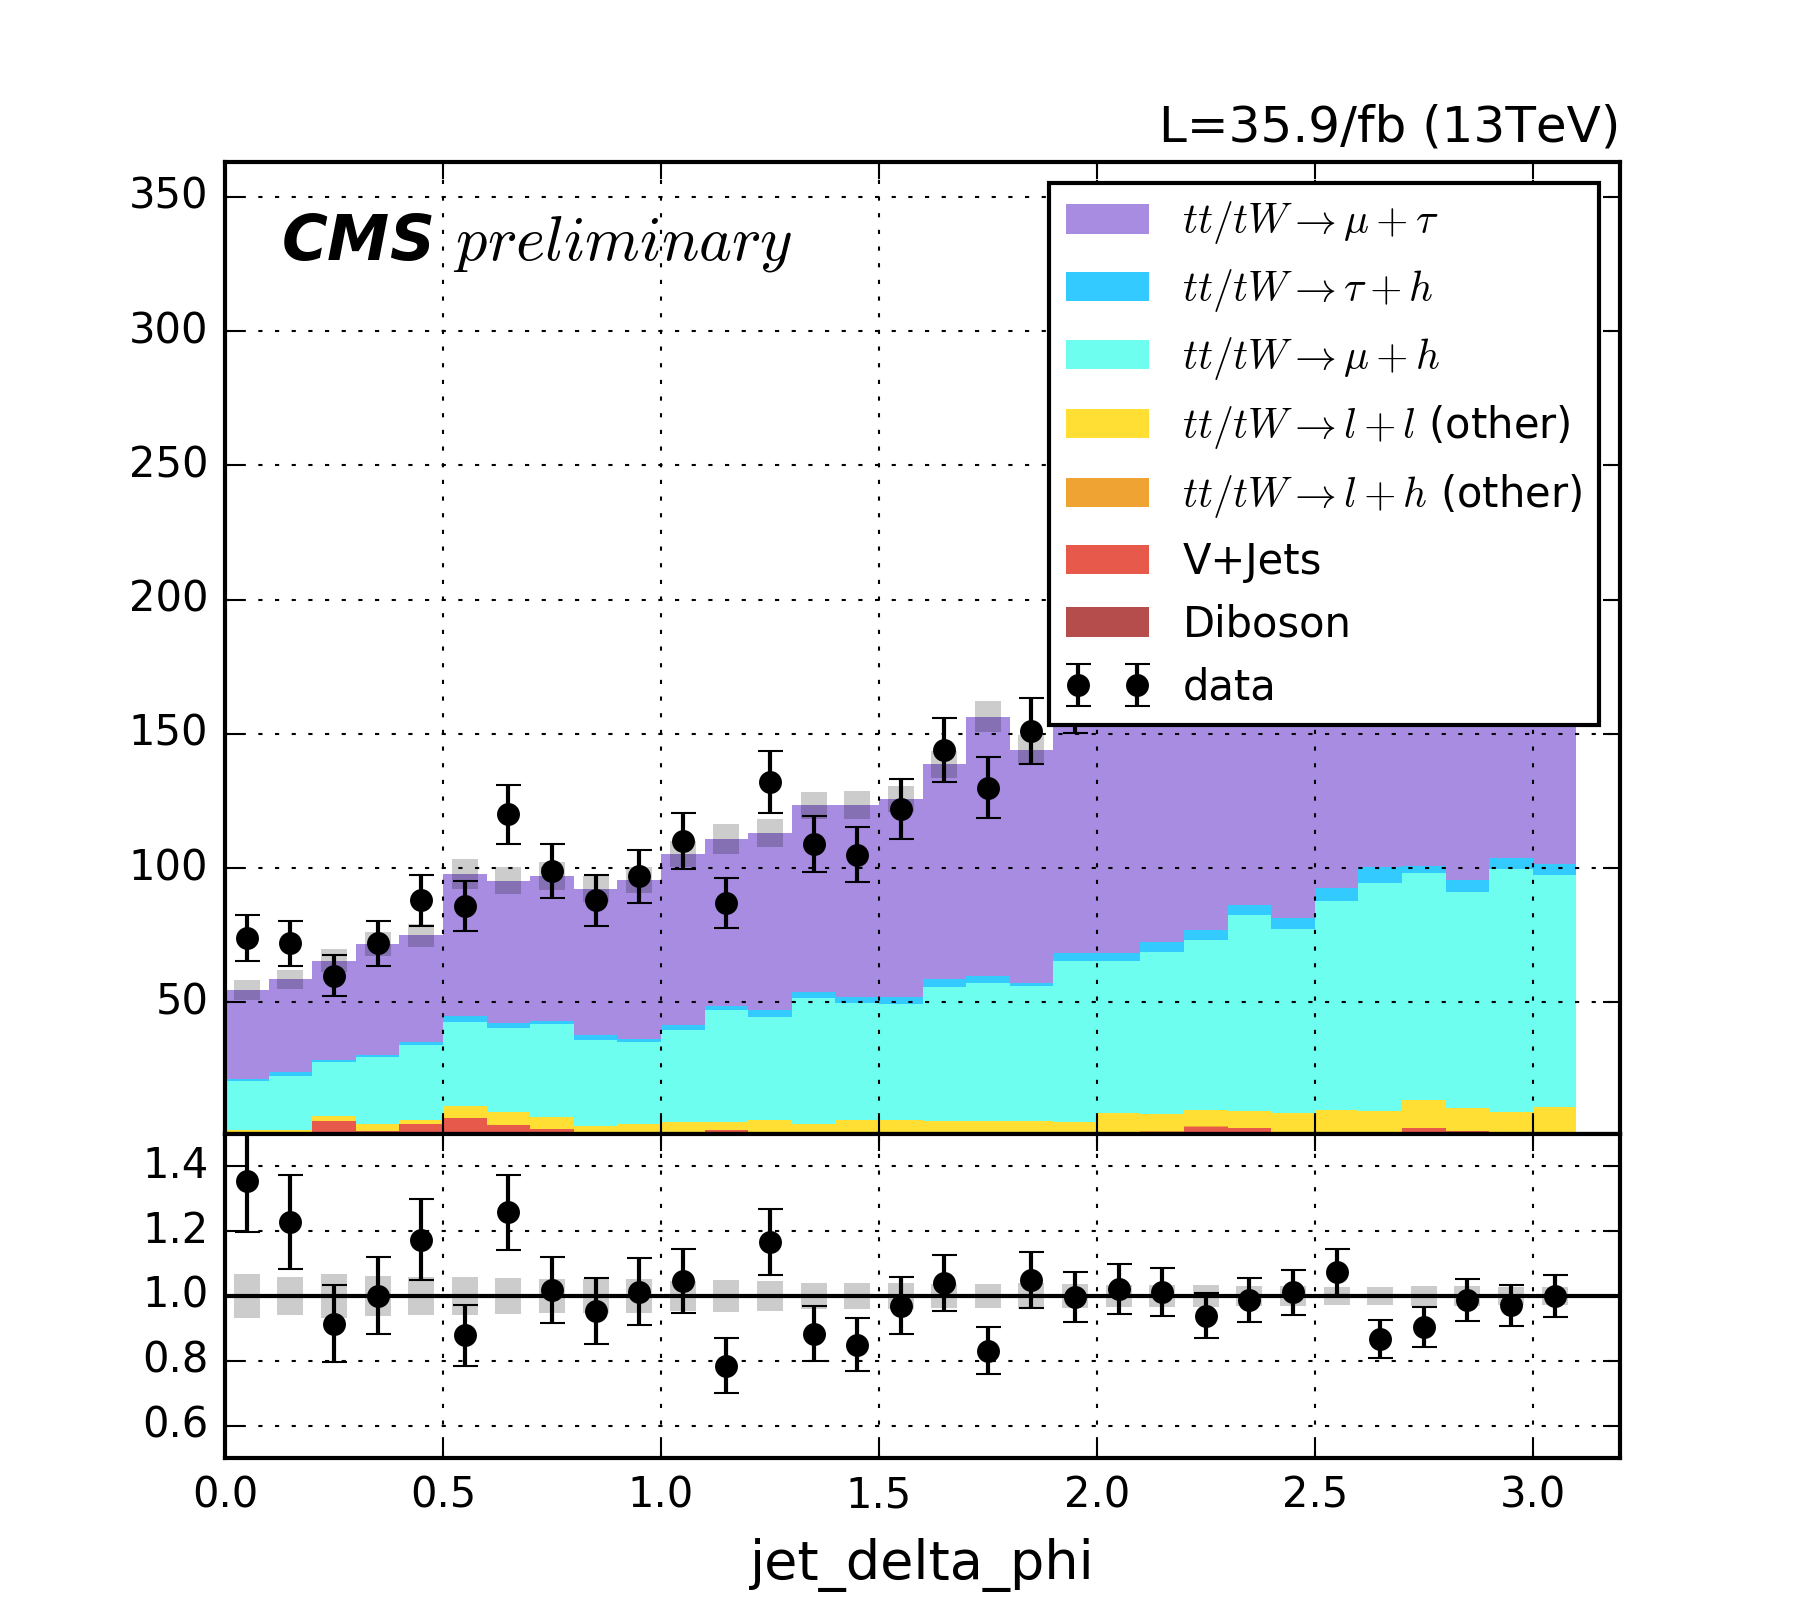 L=35.9/fb (13TeV)
CMS preliminary
350
300
250
200
150
100
50
tt/tW→μ+τ
tt/tW→τ+h
tt/tW→μ+h
tt/tW→l+l (other)
tt/tW→l+h (other)
V+Jets
Diboson
data
1.4
1.2
1.0
0.8
0.6
0.0 0.5 1.0 1.5 2.0 2.5 3.0
jet_delta_phi